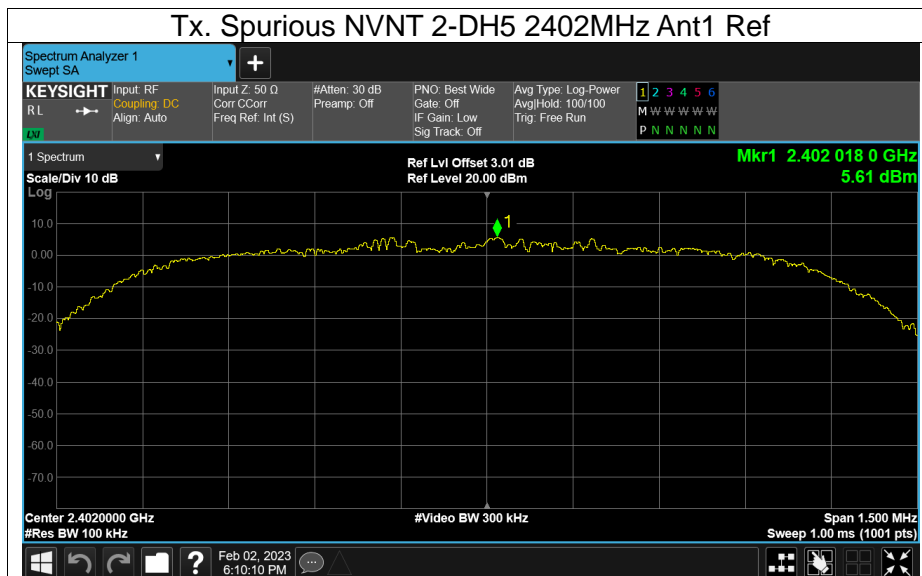 Tx. Spurious NVNT 2-DH5 2402MHz Ant1 Ref
Spectrum Analyzer 1
Swept SA
KEYSIGHT
RL
LXI
Input: RF
Coupling: DC
Align: Auto
Input Z: 50 Ω
Corr CCorr
Freq Ref: Int (S)
#Atten: 30 dB
Preamp: Off
PNO: Best Wide
Gate: Off
IF Gain: Low
Sig Track: Off
Avg Type: Log-Power
Avg|Hold: 100/100
Trig: Free Run
1 2 3 4 5 6
M W W W W W
P N N N N N
1 Spectrum
Scale/Div 10 dB
Ref Lvl Offset 3.01 dB
Ref Level 20.00 dBm
Mkr1 2.402 018 0 GHz
5.61 dBm
Log
10.0
0.00
-10.0
-20.0
-30.0
-40.0
-50.0
-60.0
-70.0
1
Center 2.4020000 GHz
#Res BW 100 kHz
#Video BW 300 kHz
Span 1.500 MHz
Sweep 1.00 ms (1001 pts)
?
Feb 02, 2023
6:10:10 PM